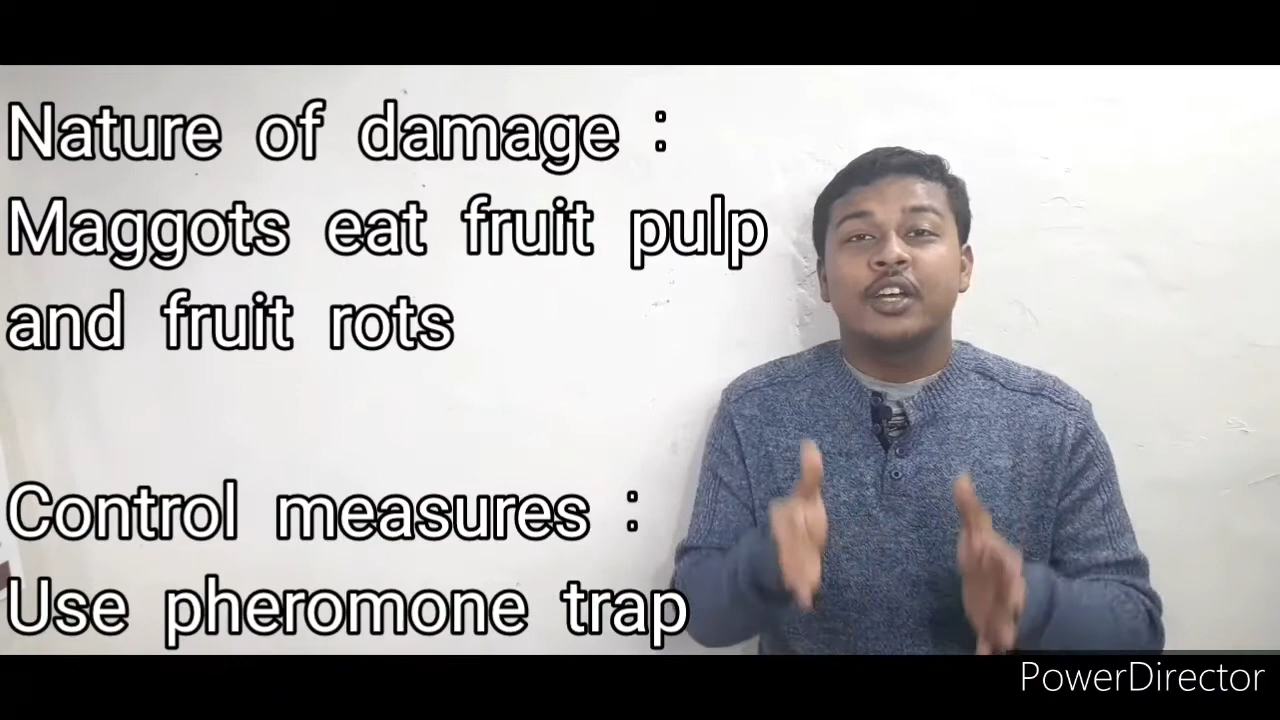 Nature of damage :
Maggots eat fruit pulp
and fruit rots
Control measures :
Use pheromone trap
PowerDirector